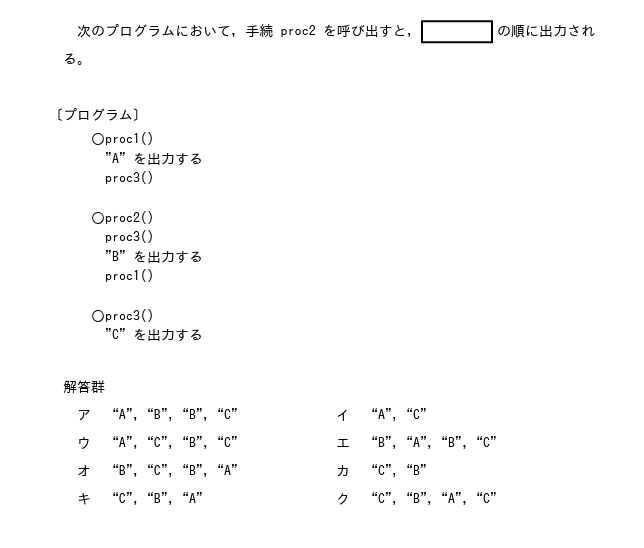 次のプログラムにおいて，手続 proc2 を呼び出すと，の順に出力され
る。
〔プログラム〕
○proc1()
”A” を出力する
proc3()
○proc2()
proc3()
”B” を出力する
proc1()
○proc3()
”C” を出力する
解答群
ア “A”，“B”，“B”，“C” イ “A”，“C”
ウ “A”，“C”，“B”，“C” エ “B”，“A”，“B”，“C”
オ “B”，“C”，“B”，“A” カ “C”，“B”
キ “C”，“B”，“A” ク “C”，“B”，“A”，“C”